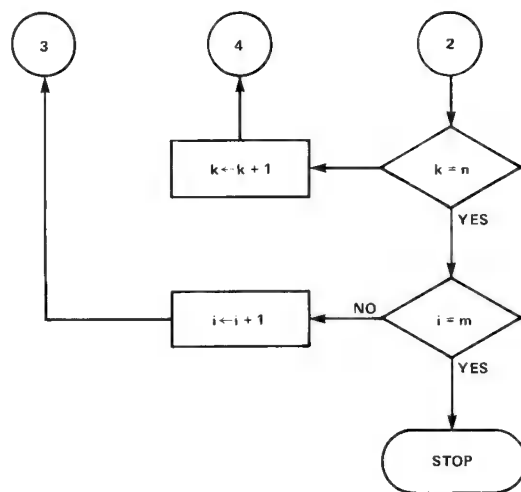 3
4
2
k←k + 1
k = n
YES
i←i + 1
NO
i = m
YES
STOP